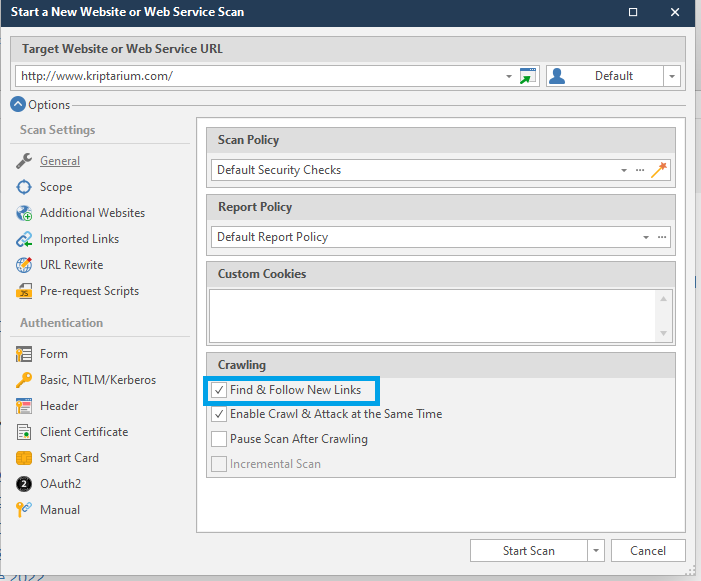 Start a New Website or Web Service Scan
Target Website or Web Service URL
http://www.kriptarium.com/
Default
Options
Scan Settings
General
Scope
Additional Websites
Imported Links
URL Rewrite
JS
Pre-request Scripts
Authentication
Form
Basic, NTLM/Kerberos
Header
Client Certificate
Smart Card
2
OAuth2
Manual
Scan Policy
Default Security Checks
Report Policy
Default Report Policy
Custom Cookies
Crawling
Find & Follow New Links
Enable Crawl & Attack at the Same Time
Pause Scan After Crawling
Incremental Scan
Start Scan
Cancel